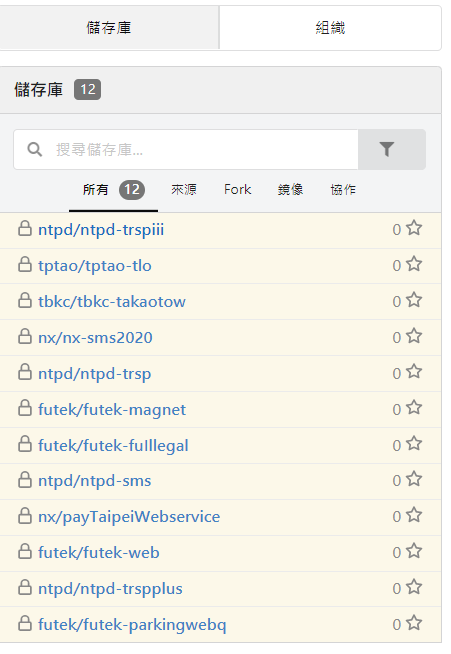 儲存庫 組織
儲存庫 12
搜尋儲存庫...
所有 12 來源 Fork 鏡像 協作
ntpd/ntpd-trspiii 0
tptao/tptao-tlo 0
tbkc/tbkc-takaotow 0
nx/nx-sms2020 0
ntpd/ntpd-trsp 0
futek/futek-magnet 0
futek/futek-fuIllegal 0
ntpd/ntpd-sms 0
nx/payTaipeiWebservice 0
futek/futek-web 0
ntpd/ntpd-trspplus 0
futek/futek-parkingwebq 0